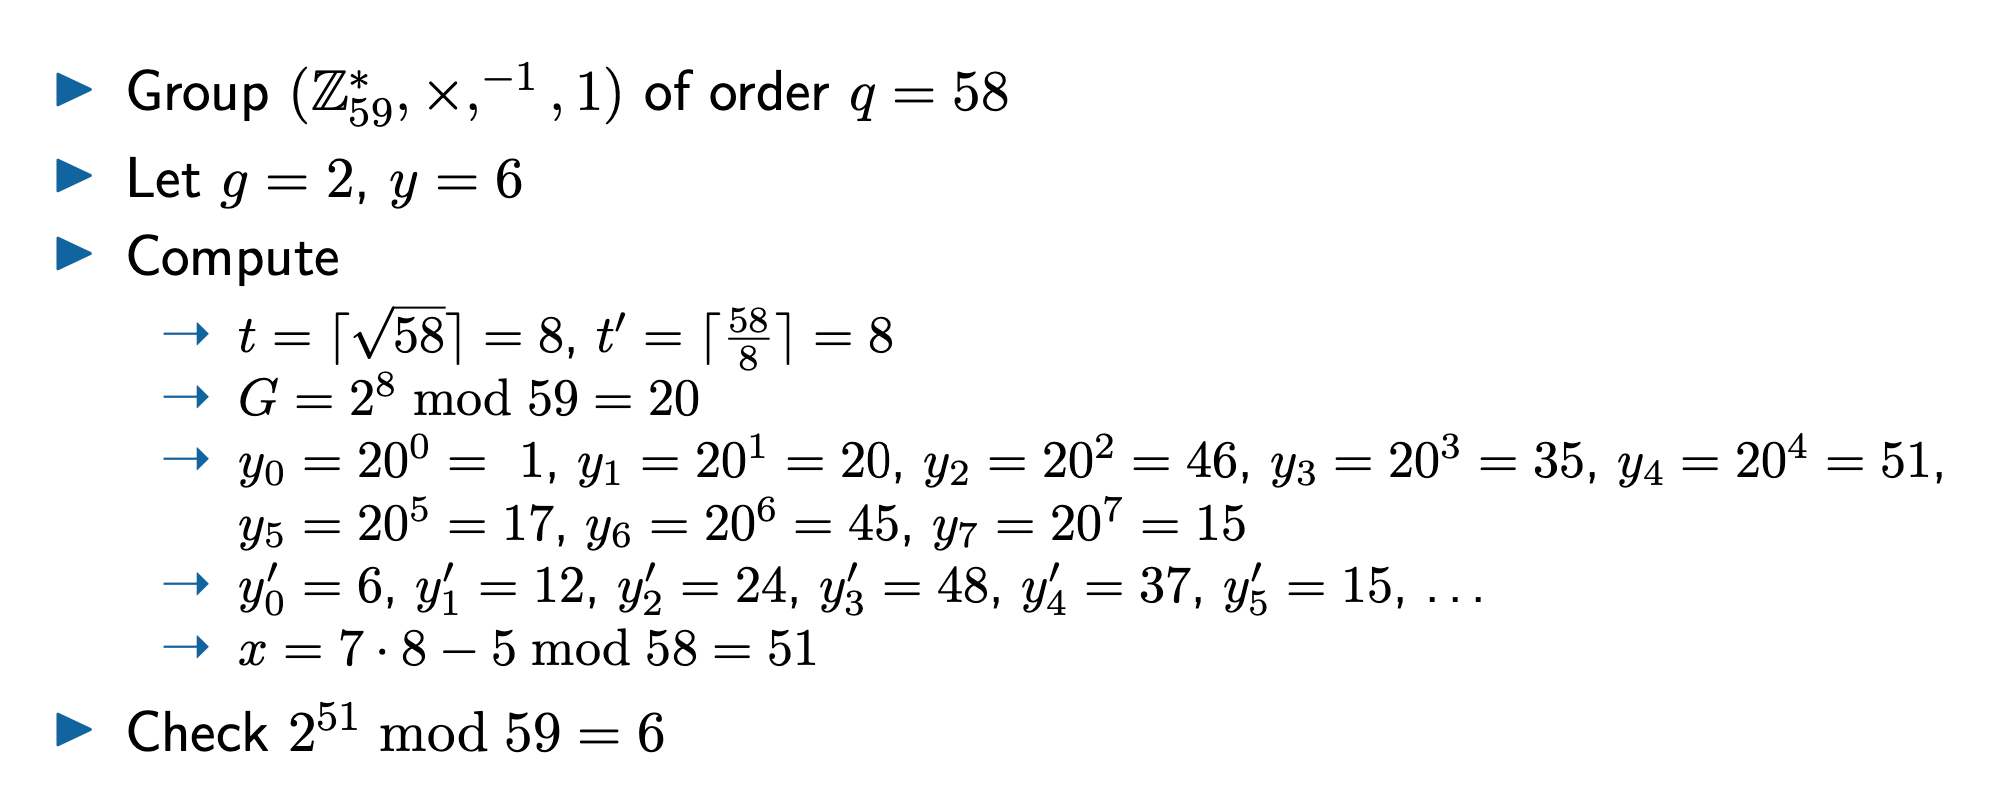 ▶ Group (ℤ*₅₉, ×,⁻¹ , 1) of order q = 58
▶ Let g = 2, y = 6
▶ Compute
→ t = ⌈√58⌉ = 8, t′ = ⌈58/8⌉ = 8
→ G = 2⁸ mod 59 = 20
→ y₀ = 20⁰ = 1, y₁ = 20¹ = 20, y₂ = 20² = 46, y₃ = 20³ = 35, y₄ = 20⁴ = 51,
y₅ = 20⁵ = 17, y₆ = 20⁶ = 45, y₇ = 20⁷ = 15
→ y′₀ = 6, y′₁ = 12, y′₂ = 24, y′₃ = 48, y′₄ = 37, y′₅ = 15, …
→ x = 7 · 8 − 5 mod 58 = 51
▶ Check 2⁵¹ mod 59 = 6